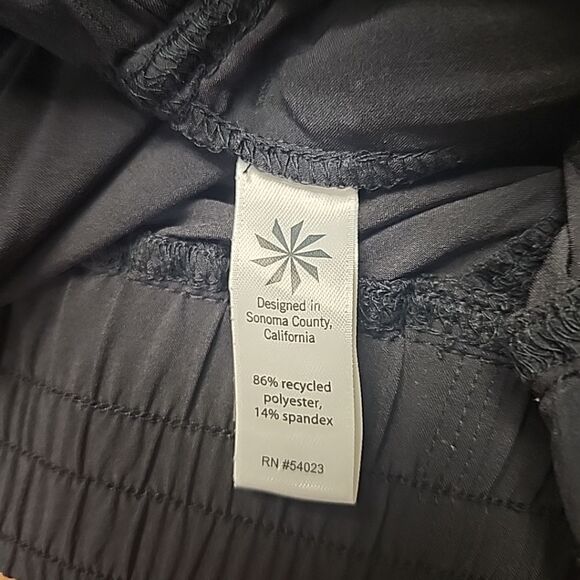 Designed in
Sonoma County,
California
86% recycled
polyester,
14% spandex
RN #54023